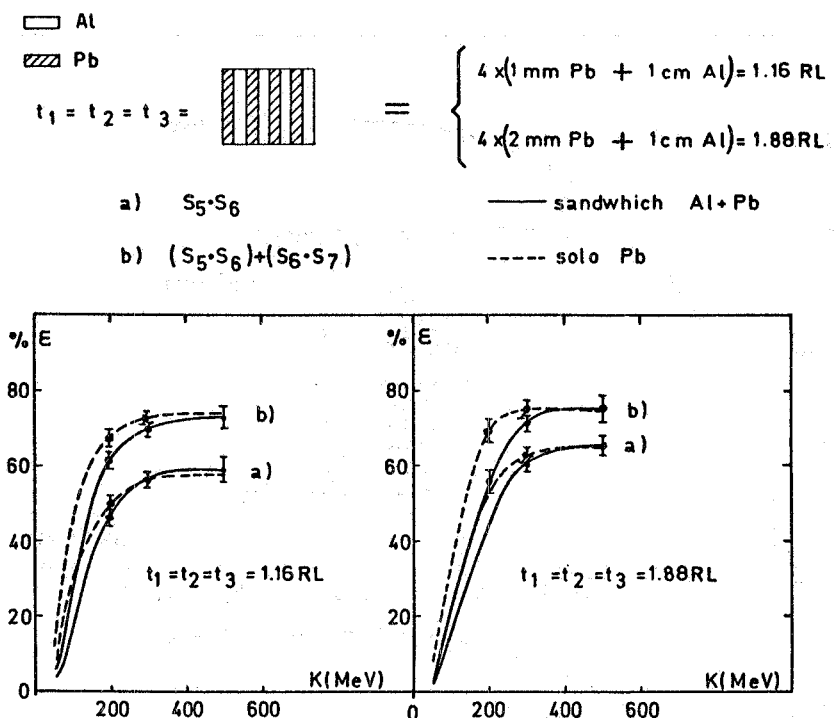 Al
Pb
t1 = t2 = t3 = = 4x(1 mm Pb + 1 cm Al)= 1.16 RL
4x(2 mm Pb + 1 cm Al)= 1.88 RL
a) S5·S6 sandwhich Al+Pb
b) (S5·S6)+(S6·S7) solo Pb
% ε % ε
80 80
b) b)
a)
60 60
a)
40 40
t1 = t2 = t3 = 1.16 RL t1 = t2 = t3 = 1.88 RL
20 20
0 K(MeV) K(MeV)
200 400 600 0 200 400 600